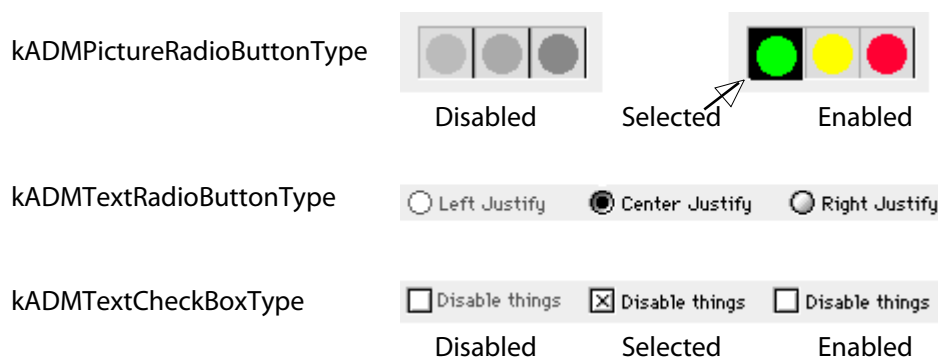 kADMPictureRadioButtonType
Disabled Selected Enabled
kADMTextRadioButtonType Left Justify Center Justify Right Justify
kADMTextCheckBoxType Disable things Disable things Disable things
Disabled Selected Enabled